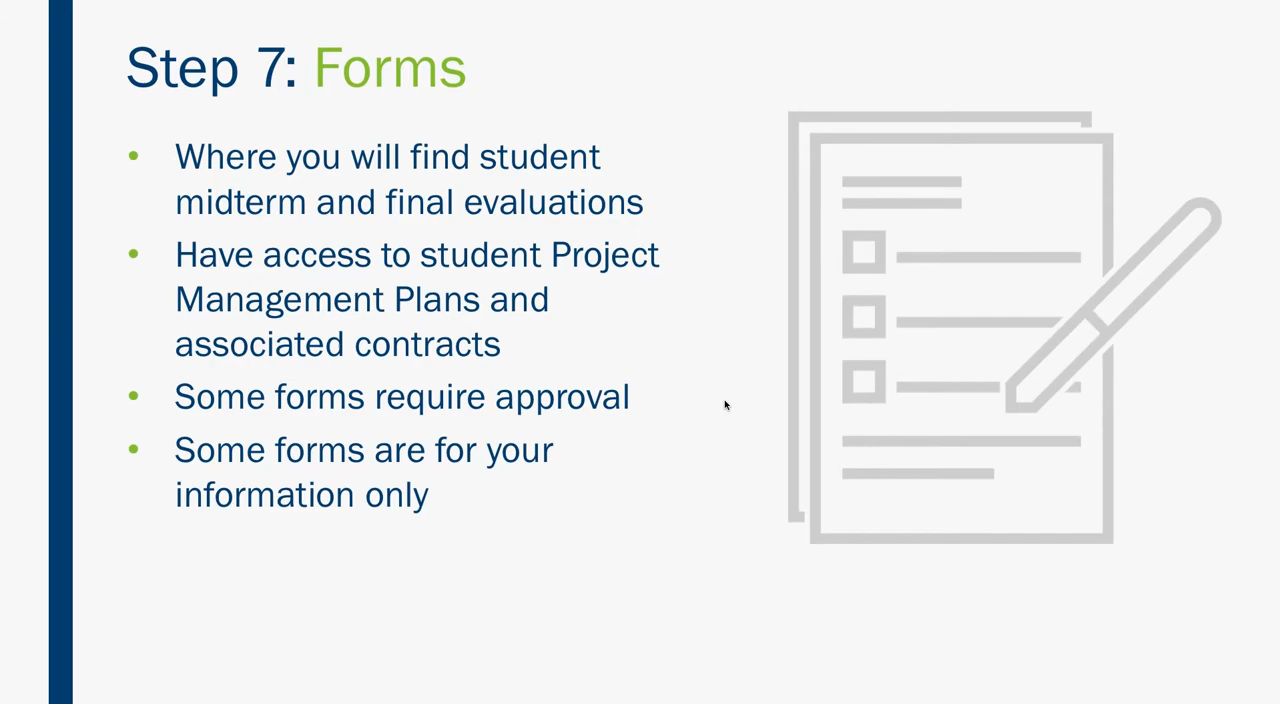 Step 7: Forms
• Where you will find student
midterm and final evaluations
• Have access to student Project
Management Plans and
associated contracts
• Some forms require approval
• Some forms are for your
information only